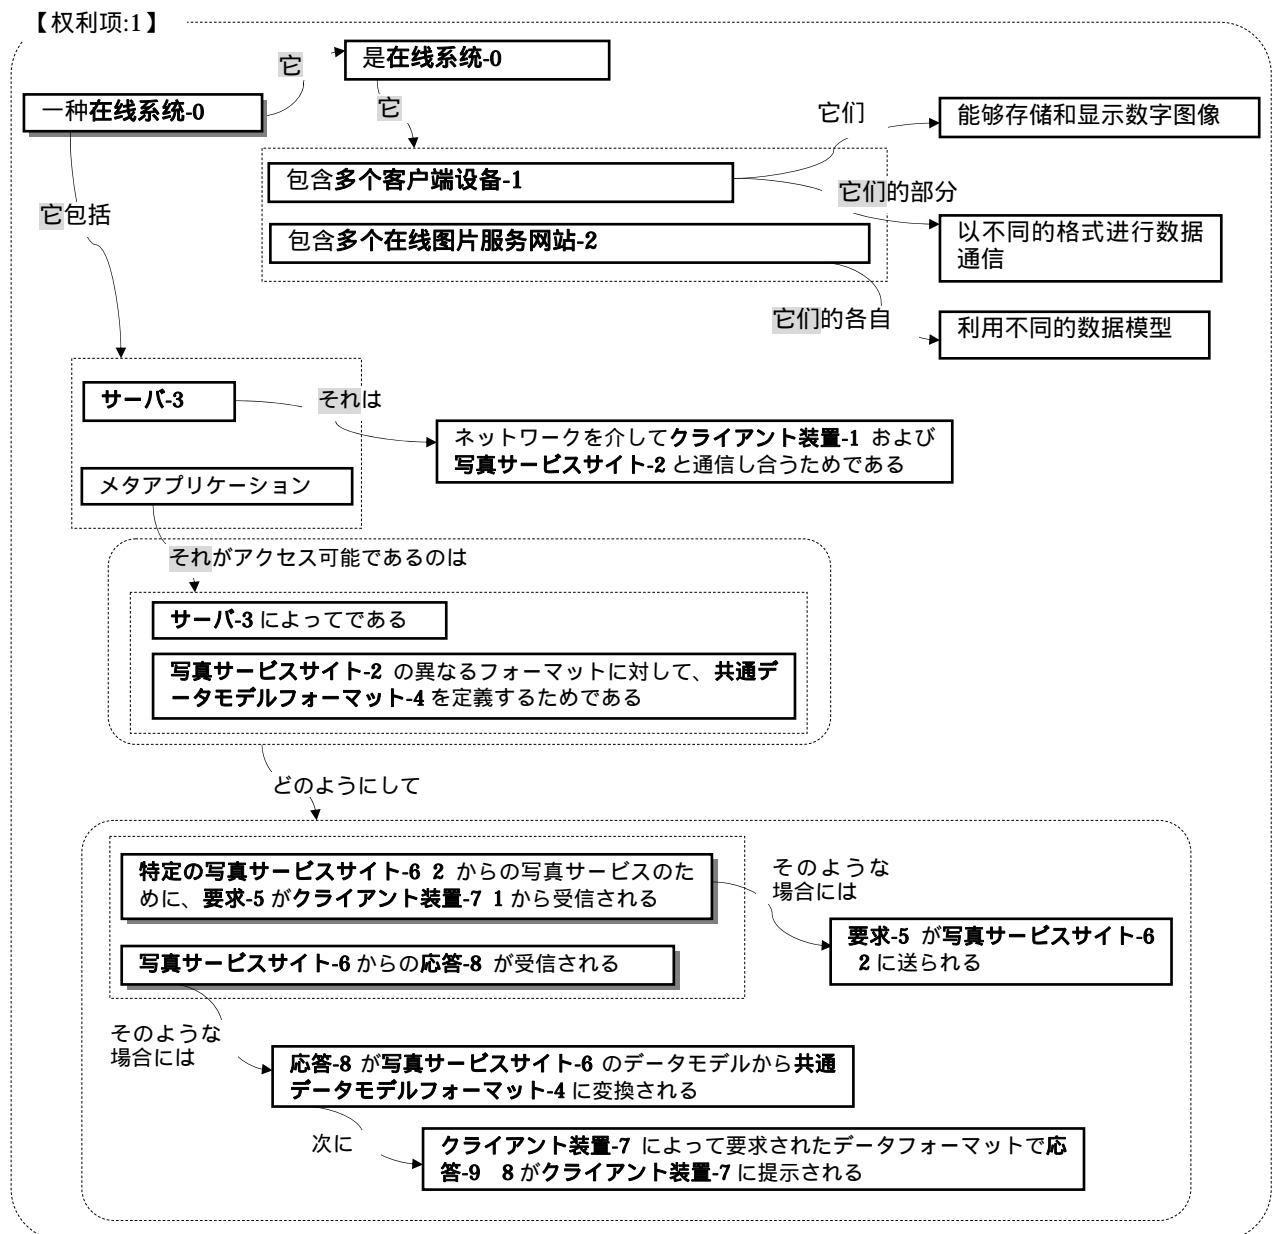 【权利项:1】
它
是在线系统-0
一种在线系统-0
它
它们
能够存储和显示数字图像
包含多个客户端设备-1
它们的部分
它包括
以不同的格式进行数据
通信
包含多个在线图片服务网站-2
它们的各自
利用不同的数据模型
サーバ-3
それは
ネットワークを介してクライアント装置-1 および
写真サービスサイト-2 と通信し合うためである
メタアプリケーション
それがアクセス可能であるのは
サーバ-3 によってである
写真サービスサイト-2 の異なるフォーマットに対して、共通デ
ータモデルフォーマット-4 を定義するためである
どのようにして
特定の写真サービスサイト-6 2 からの写真サービスのた
めに、要求-5 がクライアント装置-7 1 から受信される
そのような
場合には
要求-5 が写真サービスサイト-6
2 に送られる
写真サービスサイト-6 からの応答-8 が受信される
そのような
場合には
応答-8 が写真サービスサイト-6 のデータモデルから共通
データモデルフォーマット-4 に変換される
次に
クライアント装置-7 によって要求されたデータフォーマットで応
答-9 8 がクライアント装置-7 に提示される